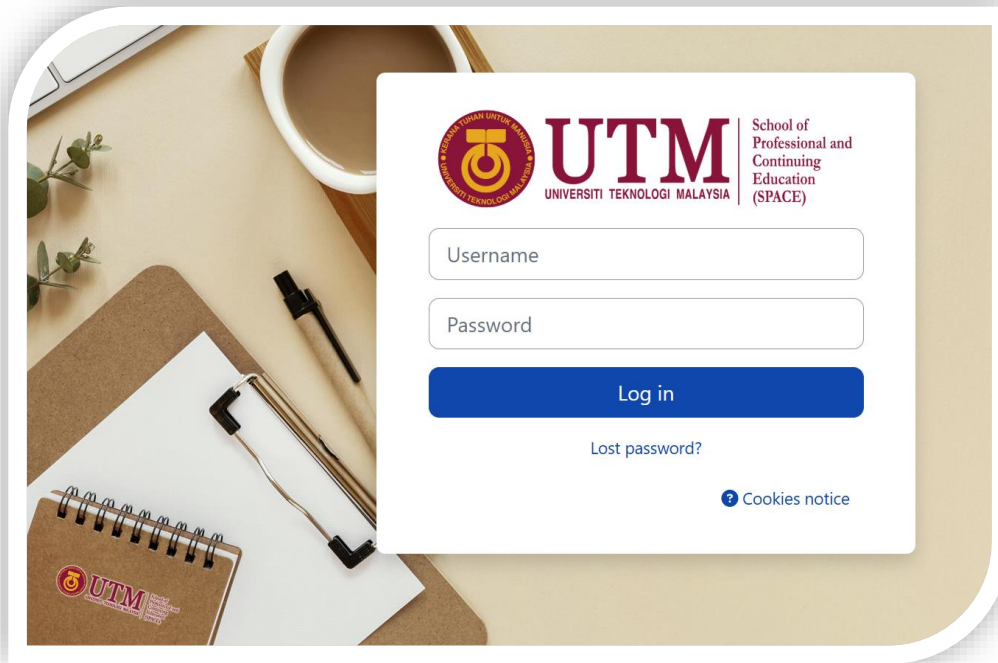 KERANA TUHAN UNTUK MANUSIA
UNIVERSITI TEKNOLOGI MALAYSIA
UTM
UNIVERSITI TEKNOLOGI MALAYSIA
School of
Professional and
Continuing
Education
(SPACE)
Username
Password
Log in
Lost password?
? Cookies notice
UTM